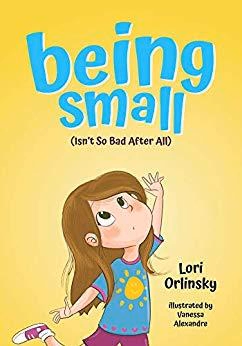 being
small
(Isn't So Bad After All)
Lori
Orlinsky
illustrated by
Vanessa
Alexandre